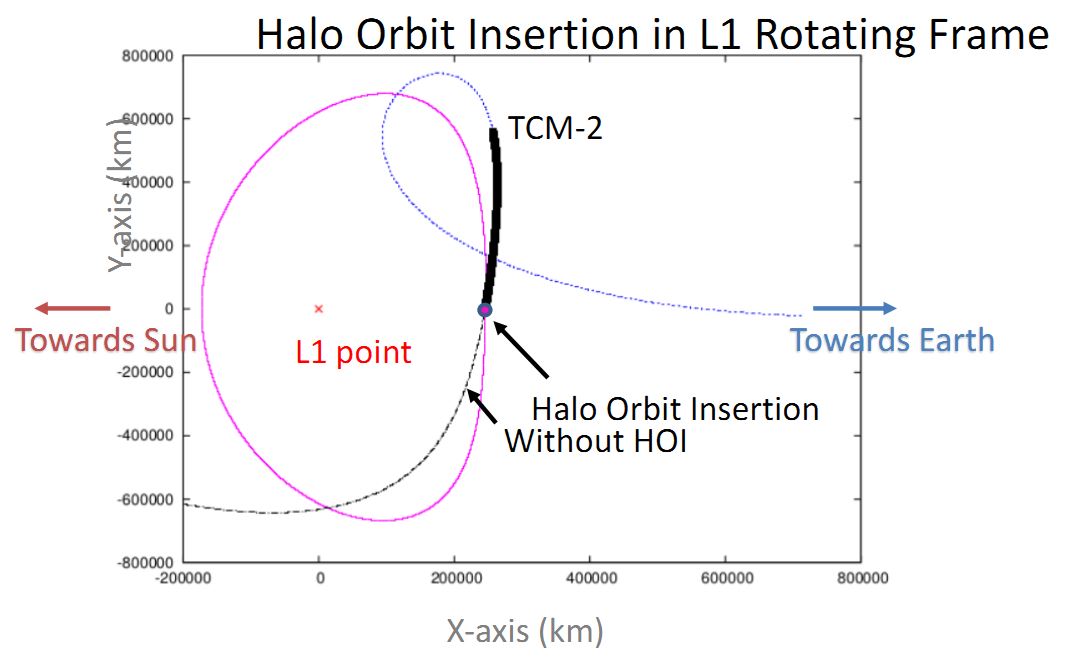 Halo Orbit Insertion in L1 Rotating Frame
800000
600000
TCM-2
Y-axis (km)
400000
200000
0
Towards Sun
Towards Earth
L1 point
-200000
Halo Orbit Insertion
Without HOI
-400000
-600000
-800000
-200000 0 200000 400000 600000 800000
X-axis (km)